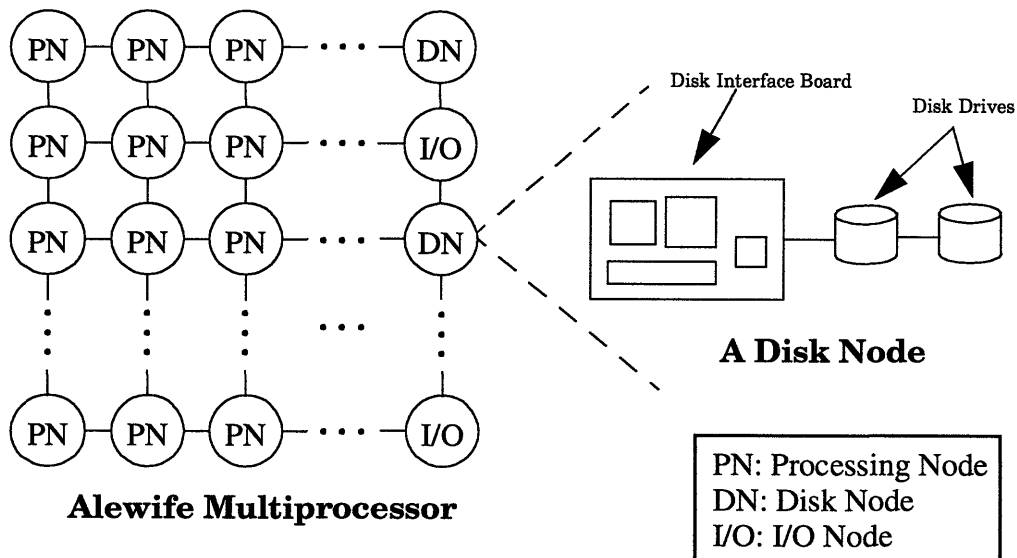 PN PN PN DN
PN PN PN I/O
PN PN PN DN
PN PN PN I/O
Alewife Multiprocessor
Disk Interface Board
Disk Drives
A Disk Node
PN: Processing Node
DN: Disk Node
I/O: I/O Node